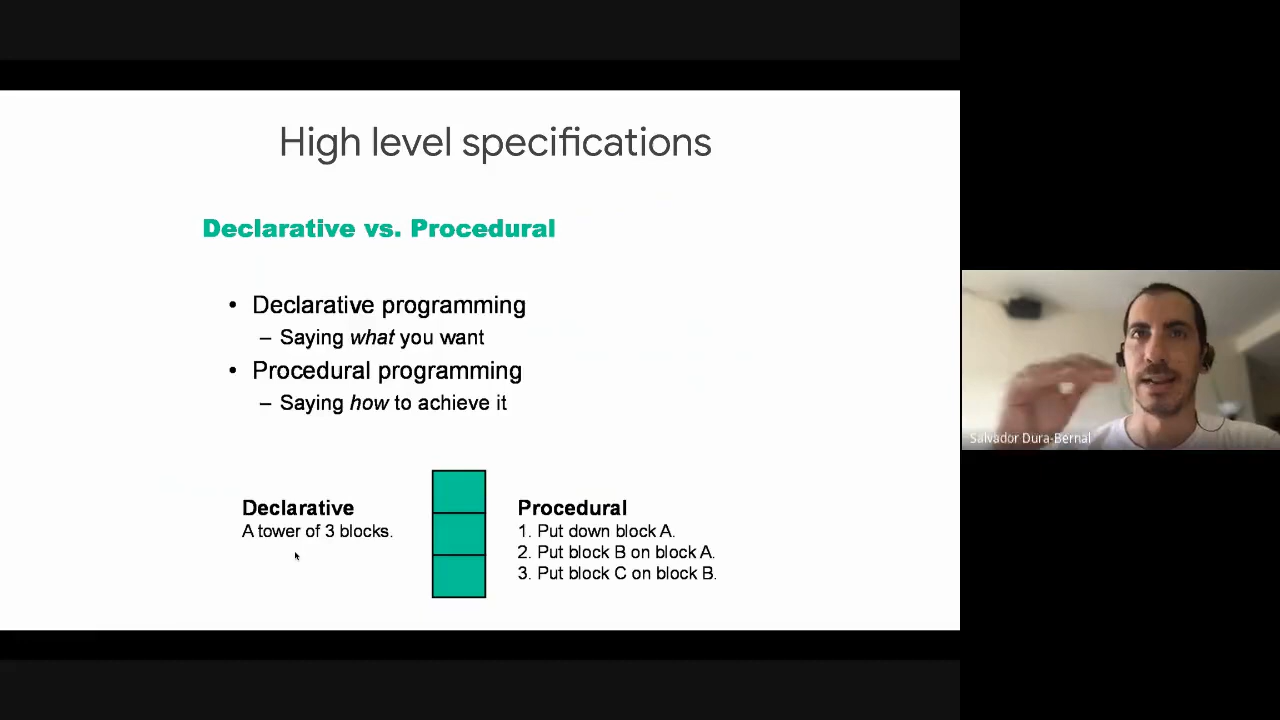 High level specifications
Declarative vs. Procedural
• Declarative programming
– Saying what you want
• Procedural programming
– Saying how to achieve it
Declarative
A tower of 3 blocks.
Procedural
1. Put down block A.
2. Put block B on block A.
3. Put block C on block B.
Salvador Dura-Bernal